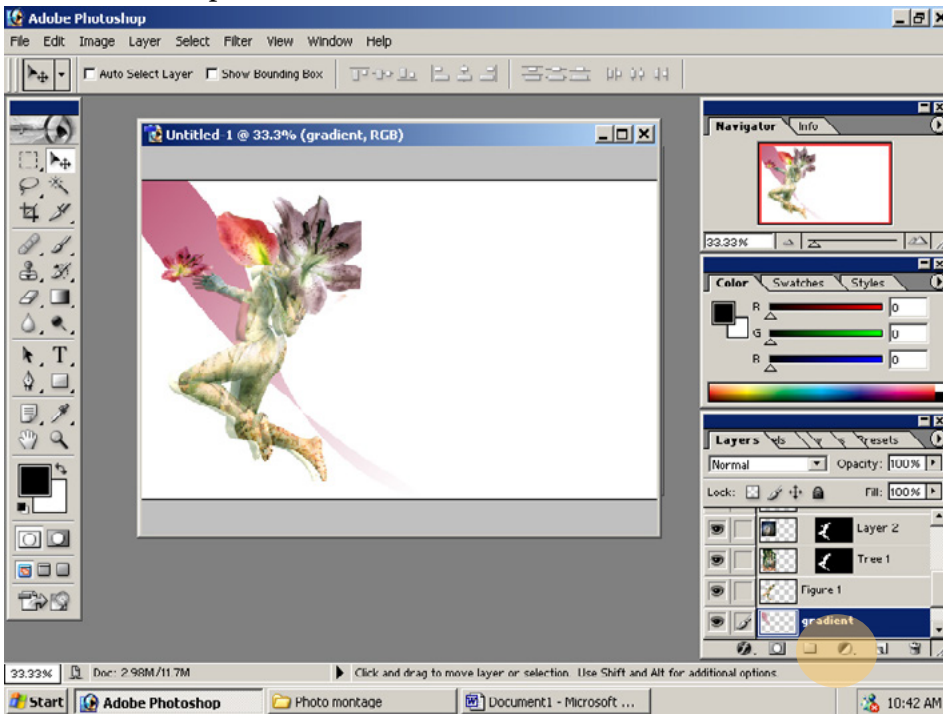 Adobe Photoshop
File Edit Image Layer Select Filter View Window Help
Auto Select Layer Show Bounding Box
Untitled-1 @ 33.3% (gradient, RGB)
Navigator Info
33.33%
Color Swatches Styles
R 0
G 0
B 0
Layers Presets
Normal Opacity: 100%
Lock: Fill: 100%
Layer 2
Tree 1
Figure 1
gradient
33.33% Doc: 2.98M/11.7M Click and drag to move layer or selection. Use Shift and Alt for additional options.
Start Adobe Photoshop Photo montage Document1 - Microsoft ... 10:42 AM